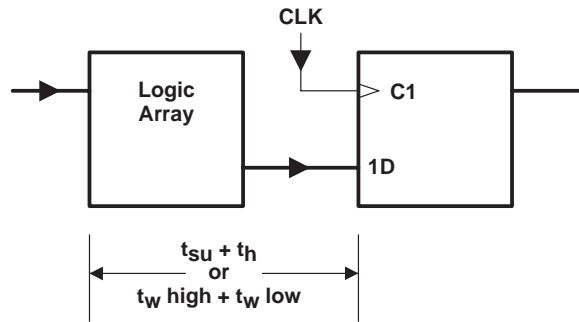 CLK
Logic
Array
C1
1D
tsu + th
or
tw high + tw low